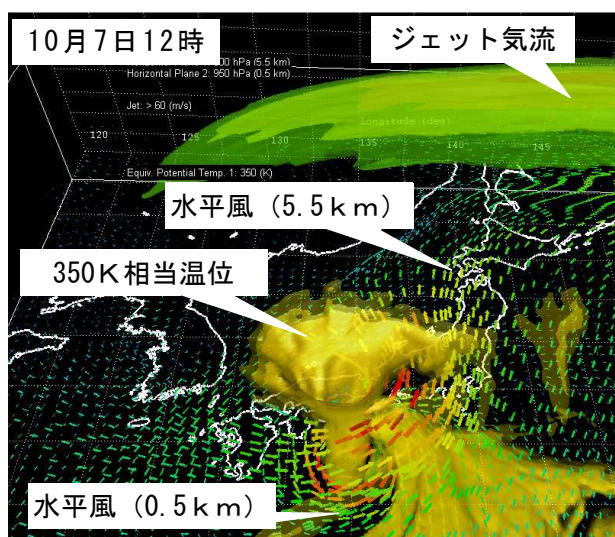 10月7日12時
ジェット気流
00 hPa (5.5 km)
Horizontal Plane 2: 950 hPa (0.5 km)
Jet: > 60 (m/s)
Longitude (deg)
120
125
130
135
140
145
Equiv. Potential Temp. 1: 350 (K)
水平風（5.5ｋｍ）
350Ｋ相当温位
水平風（0.5ｋｍ）